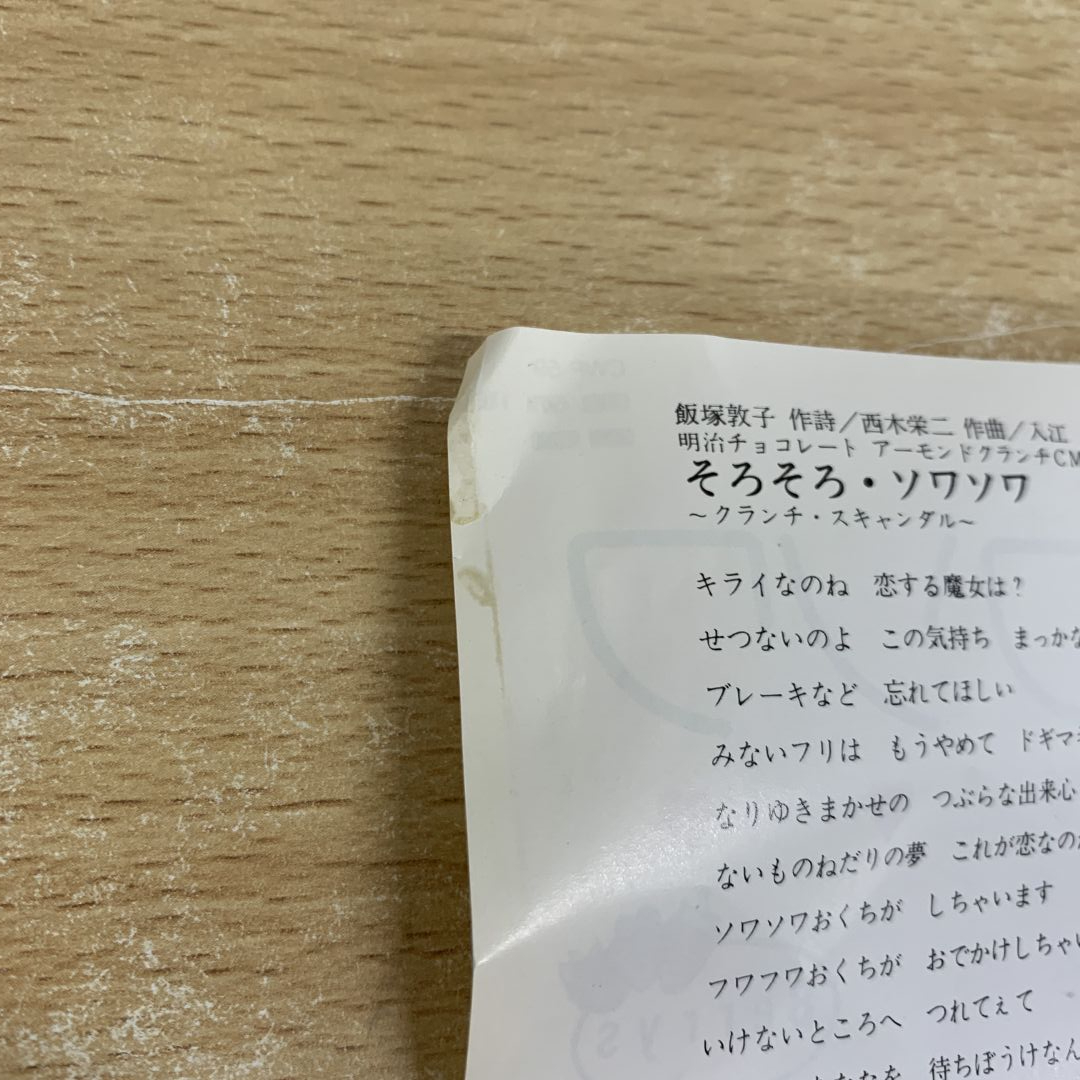 飯塚敦子 作詩／西木栄二 作曲／入江
明治チョコレート アーモンドクランチCM
そろそろ・ソワソワ
～クランチ・スキャンダル～
キライなのね 恋する魔女は?
せつないのよ この気持ち まっかな
ブレーキなど 忘れてほしい
みないフリは もうやめて ドギマ
なりゆきまかせの つぶらな出来心
ないものねだりの夢 これが恋なの
ソワソワおくちが しちゃいます
フワフワおくちが おでかけしちゃい
いけないところへ つれてぇて
待ちぼうけなん